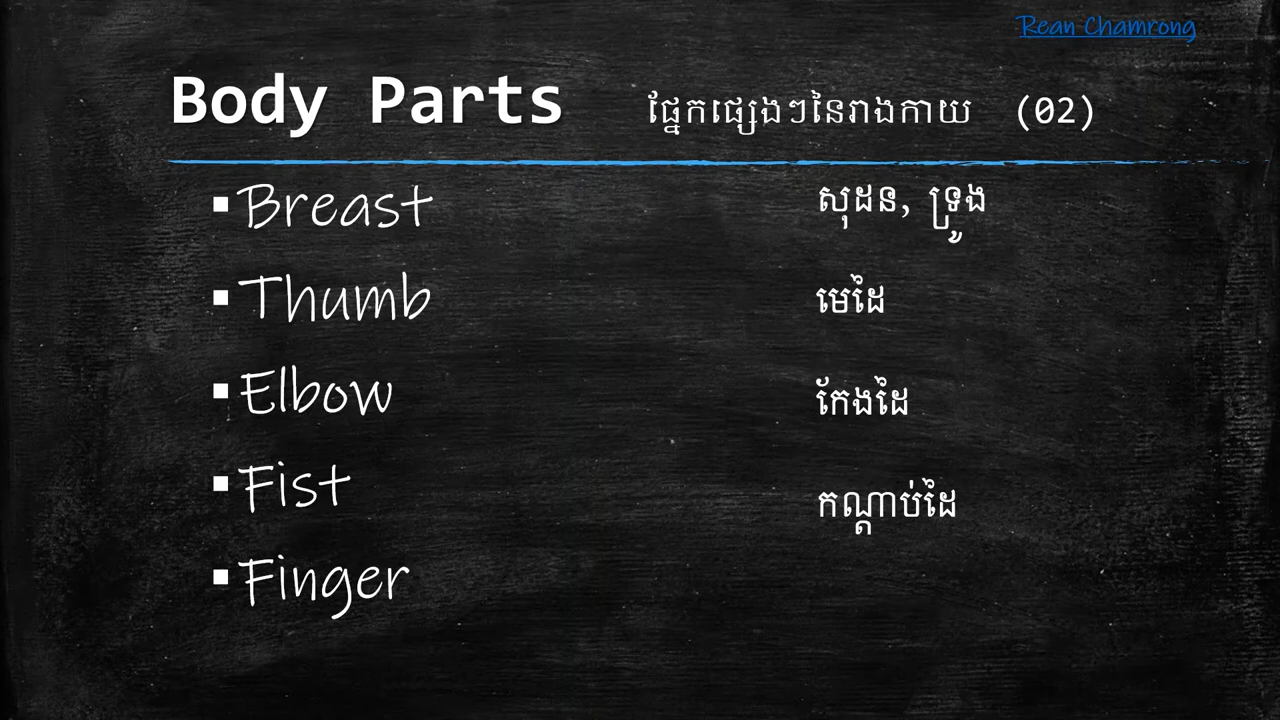 Rean Chamrong
Body Parts ផ្នែកផ្សេងៗនៃរាងកាយ (02)
▪ Breast សុដន, ទ្រូង
▪ Thumb មេដៃ
▪ Elbow កែងដៃ
▪ Fist កណ្ដាប់ដៃ
▪ Finger